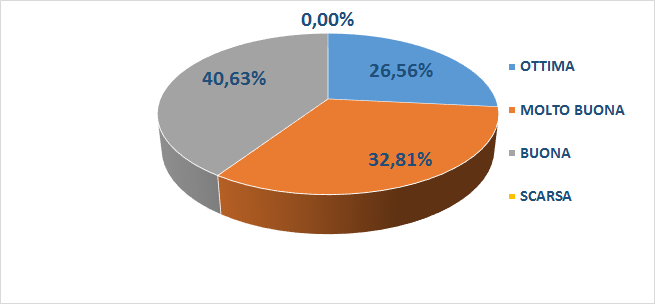 0,00%
26,56%
40,63%
32,81%
OTTIMA
MOLTO BUONA
BUONA
SCARSA